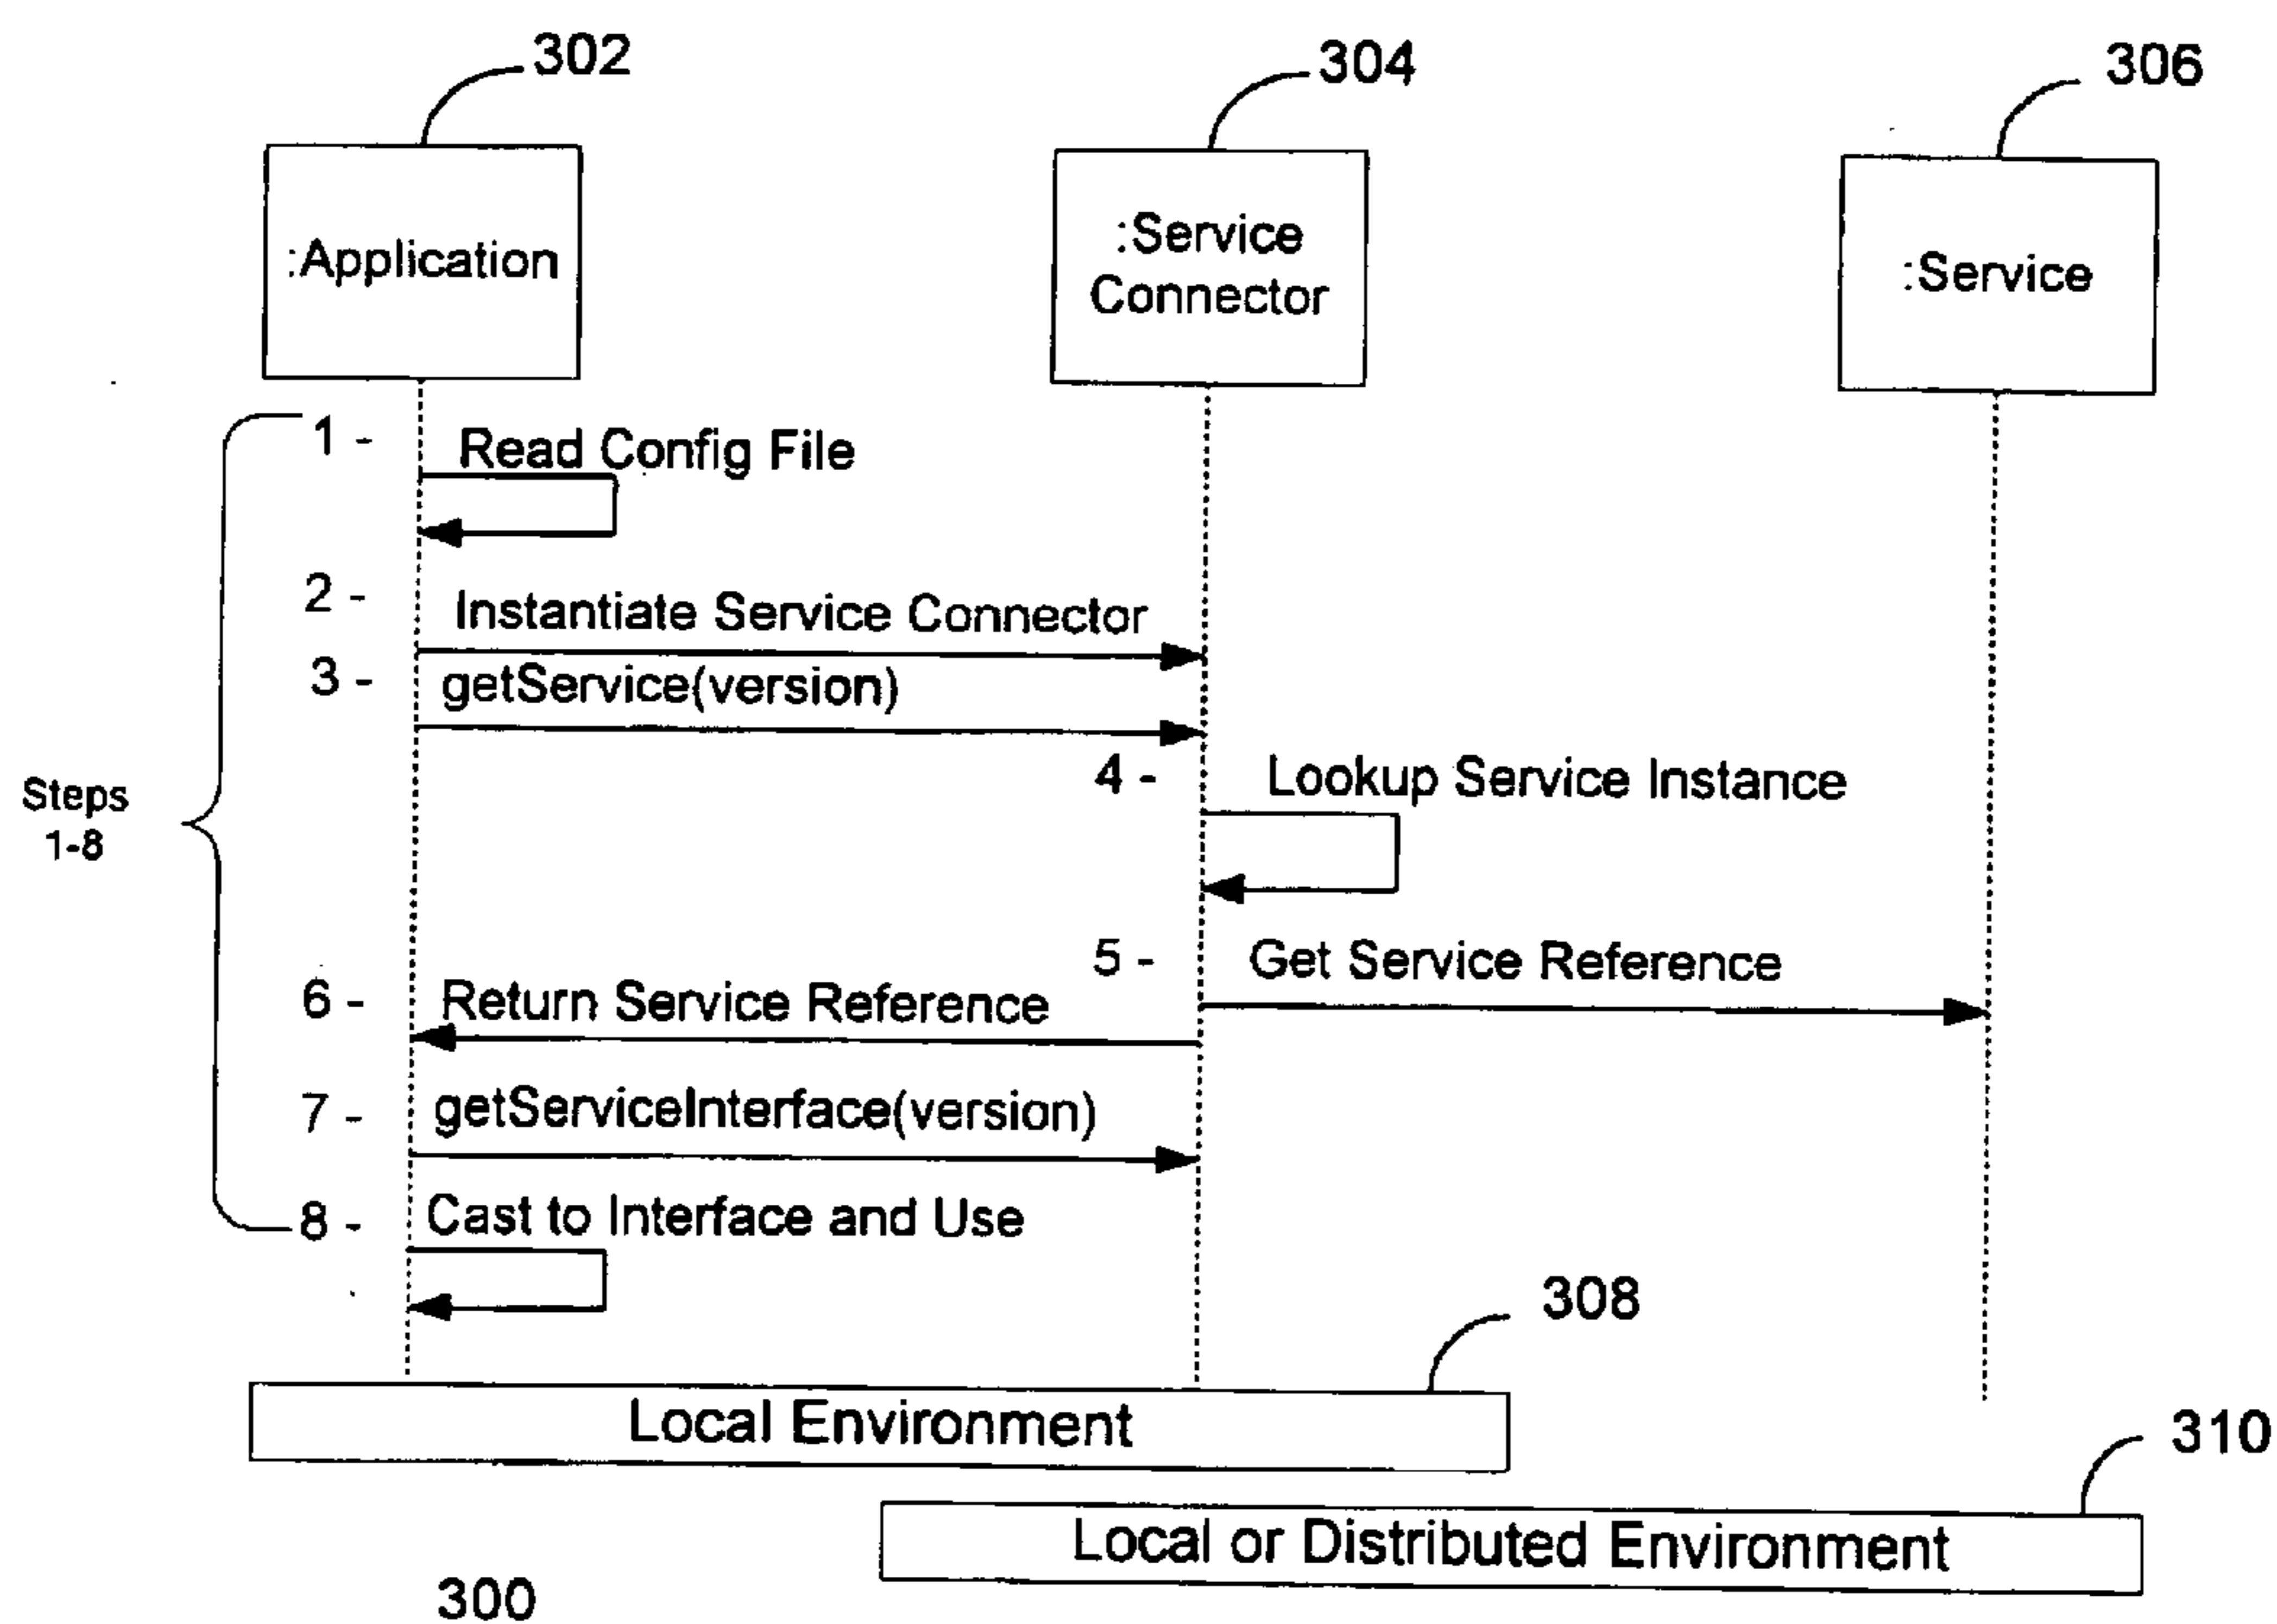 302
304
306
:Application
:Service
Connector
:Service
1 -
Read Config File
2 -
Instantiate Service Connector
3 -
getService(version)
4 -
Lookup Service Instance
Steps
1-8
5 -
Get Service Reference
6 -
Return Service Reference
7 -
getServiceInterface(version)
8 -
Cast to Interface and Use
308
Local Environment
310
Local or Distributed Environment
300